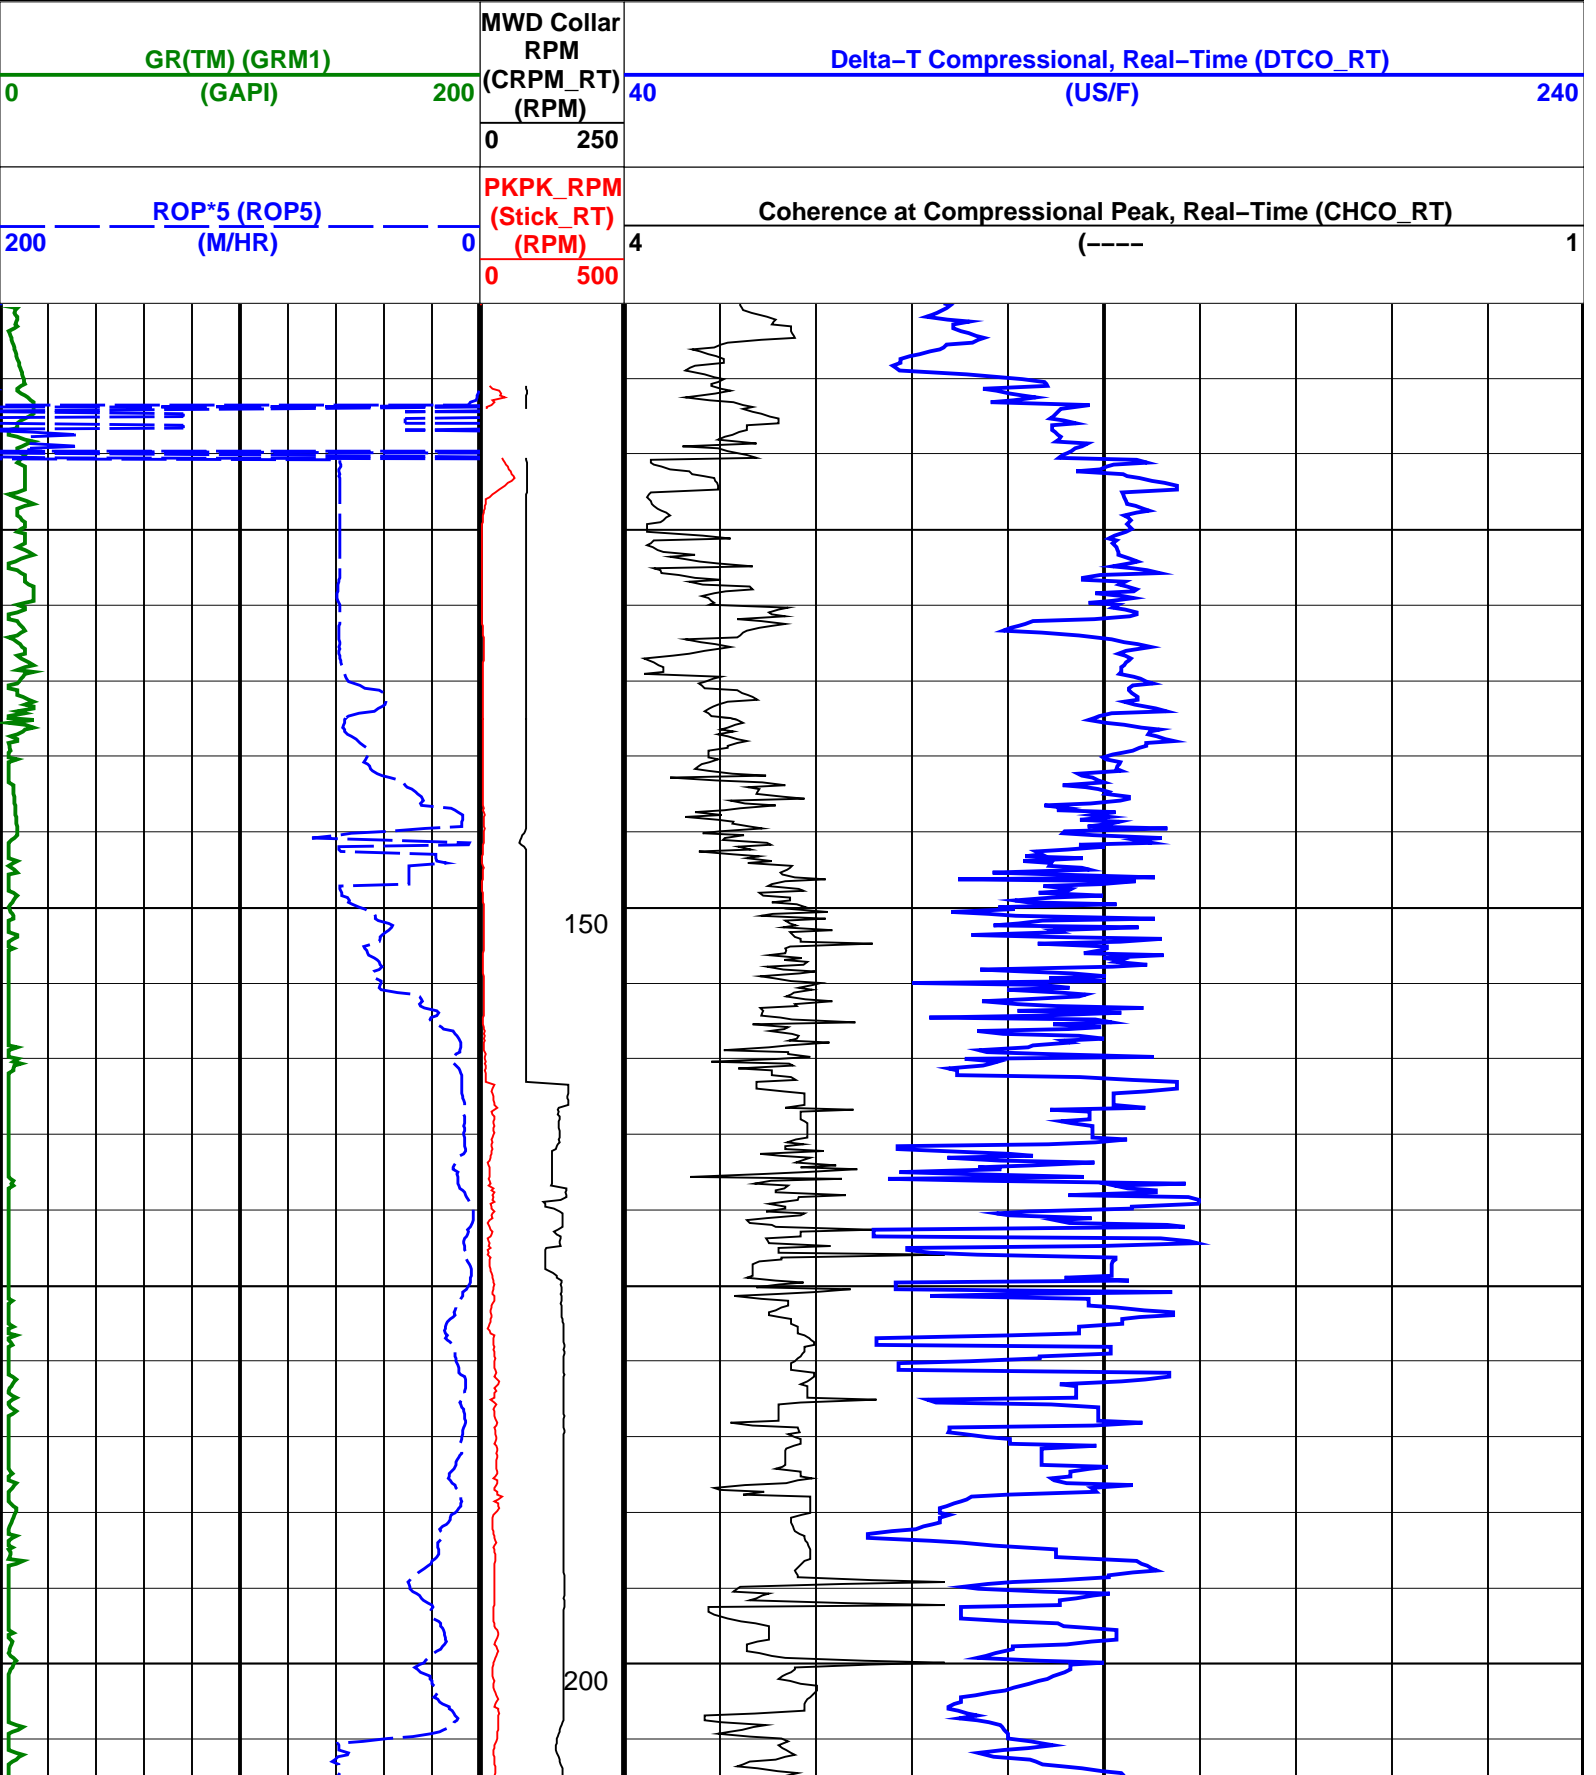 GR(TM) (GRM1)
0 (GAPI) 200
ROP*5 (ROP5)
200 (M/HR) 0
MWD Collar
RPM
(CRPM_RT)
(RPM)
0 250
PKPK_RPM
(Stick_RT)
(RPM)
0 500
Delta−T Compressional, Real−Time (DTCO_RT)
40 (US/F) 240
Coherence at Compressional Peak, Real−Time (CHCO_RT)
4 (−−−− 1
150
200